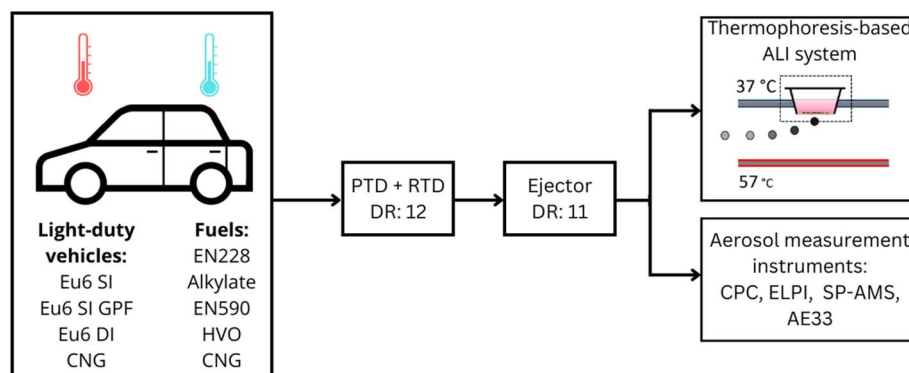 Light-duty
vehicles:
Eu6 SI
Eu6 SI GPF
Eu6 DI
CNG
Fuels:
EN228
Alkylate
EN590
HVO
CNG
PTD + RTD
DR: 12
Ejector
DR: 11
Thermophoresis-based
ALI system
37 °C
57 °C
Aerosol measurement
instruments:
CPC, ELPI, SP-AMS,
AE33